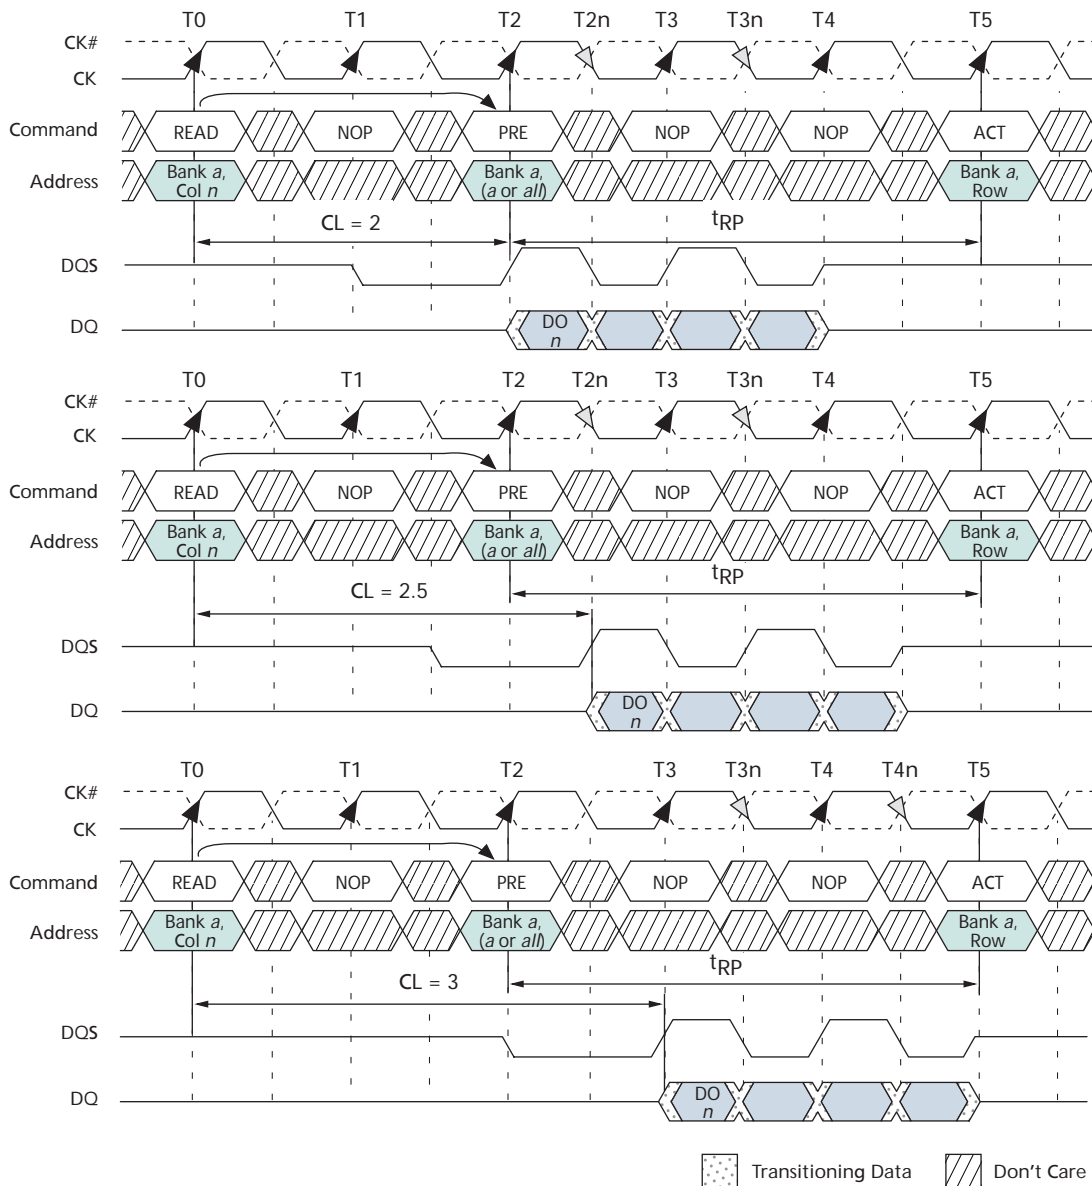 T0 T1 T2 T2n T3 T3n T4 T5
CK#
CK
Command READ NOP PRE NOP NOP ACT
Address Bank a, Col n Bank a, (a or all) Bank a, Row
CL = 2 tRP
DQS
DQ DO n
T0 T1 T2 T2n T3 T3n T4 T5
CK#
CK
Command READ NOP PRE NOP NOP ACT
Address Bank a, Col n Bank a, (a or all) Bank a, Row
CL = 2.5 tRP
DQS
DQ DO n
T0 T1 T2 T3 T3n T4 T4n T5
CK#
CK
Command READ NOP PRE NOP NOP ACT
Address Bank a, Col n Bank a, (a or all) Bank a, Row
CL = 3 tRP
DQS
DQ DO n
Transitioning Data Don't Care